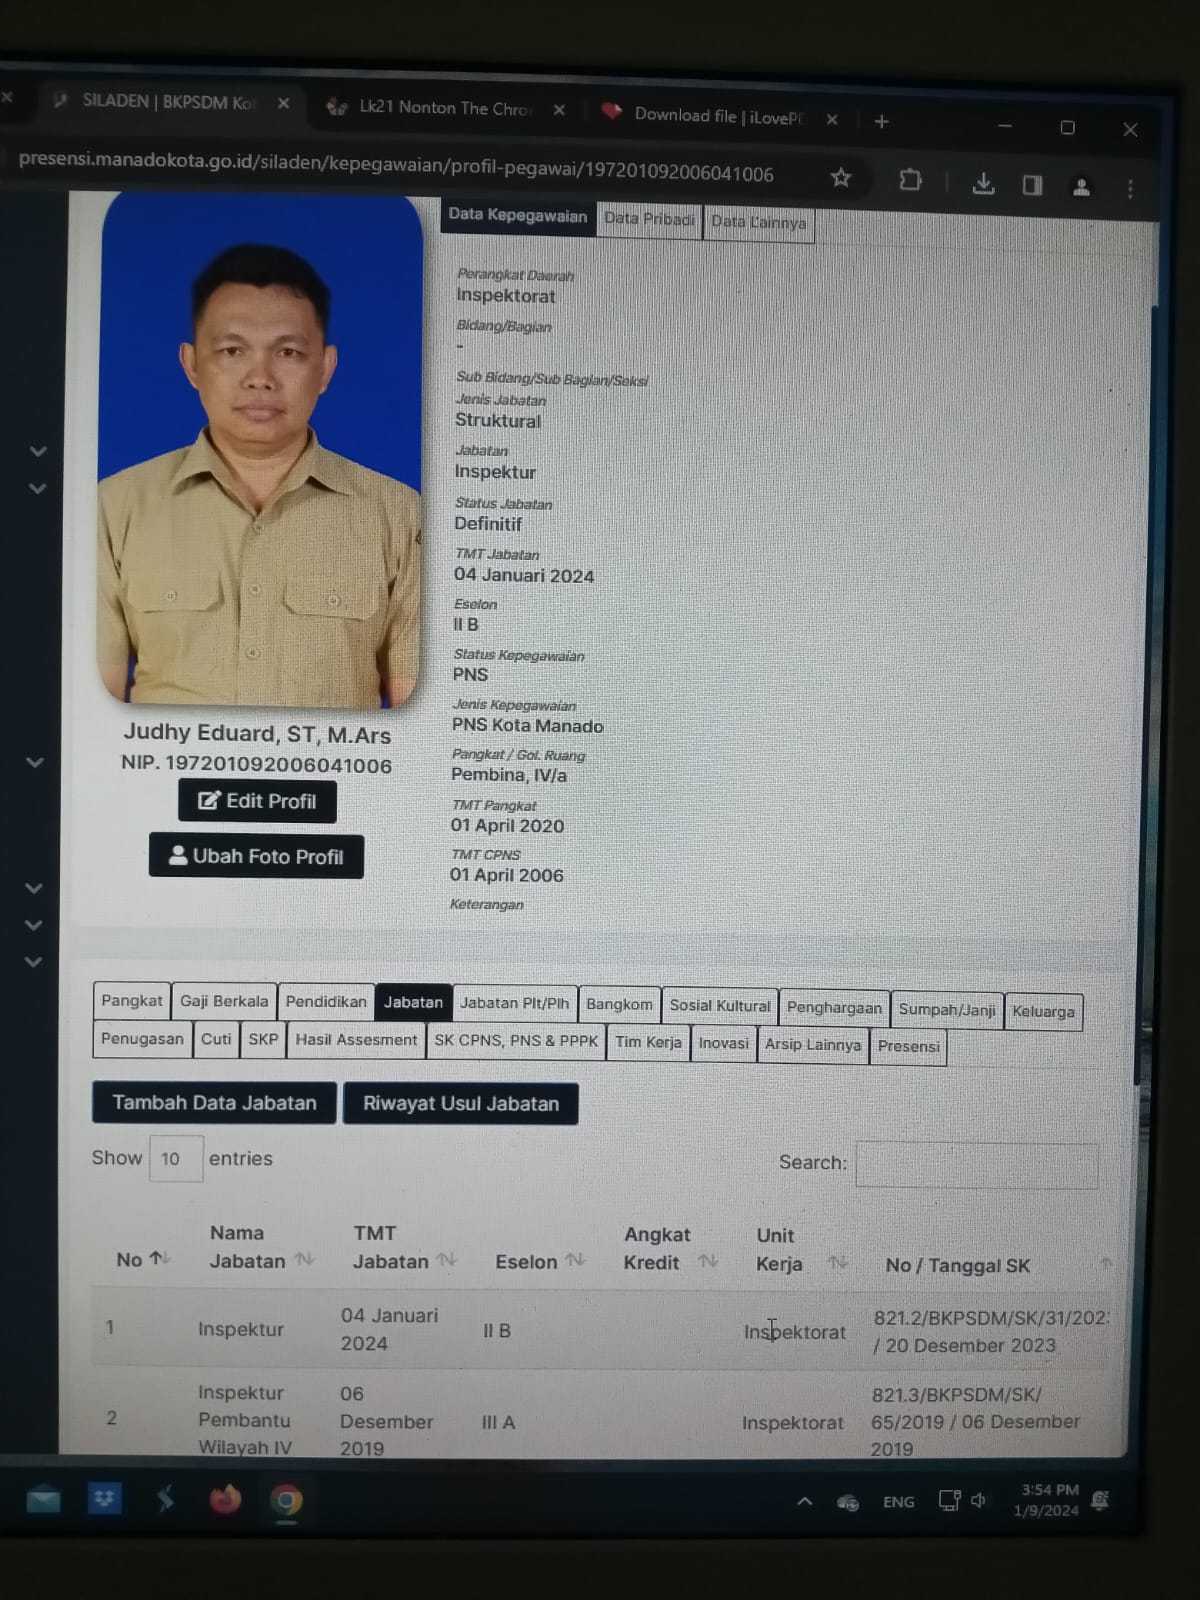 SILADEN | BKPSDM Kot
Lk21 Nonton The Chro
Download file | iLovePD
presensi.manadokota.go.id/siladen/kepegawaian/profil-pegawai/197201092006041006
Data Kepegawaian
Data Pribadi
Data Lainnya
Perangkat Daerah
Inspektorat
Bidang/Bagian
-
Sub Bidang/Sub Bagian/Seksi
Jenis Jabatan
Struktural
Jabatan
Inspektur
Status Jabatan
Definitif
TMT Jabatan
04 Januari 2024
Eselon
II B
Status Kepegawaian
PNS
Jenis Kepegawaian
PNS Kota Manado
Pangkat / Gol. Ruang
Pembina, IV/a
TMT Pangkat
01 April 2020
TMT CPNS
01 April 2006
Keterangan
Judhy Eduard, ST, M.Ars
NIP. 197201092006041006
Edit Profil
Ubah Foto Profil
Pangkat Gaji Berkala Pendidikan Jabatan Jabatan Plt/Plh Bangkom Sosial Kultural Penghargaan Sumpah/Janji Keluarga
Penugasan Cuti SKP Hasil Assesment SK CPNS, PNS & PPPK Tim Kerja Inovasi Arsip Lainnya Presensi
Tambah Data Jabatan Riwayat Usul Jabatan
Show 10 entries Search:
No Nama Jabatan TMT Jabatan Eselon Angkat Kredit Unit Kerja No / Tanggal SK
1 Inspektur 04 Januari 2024 II B Inspektorat 821.2/BKPSDM/SK/31/202 / 20 Desember 2023
2 Inspektur Pembantu Wilayah IV 06 Desember 2019 III A Inspektorat 821.3/BKPSDM/SK/ 65/2019 / 06 Desember 2019
ENG
3:54 PM
1/9/2024